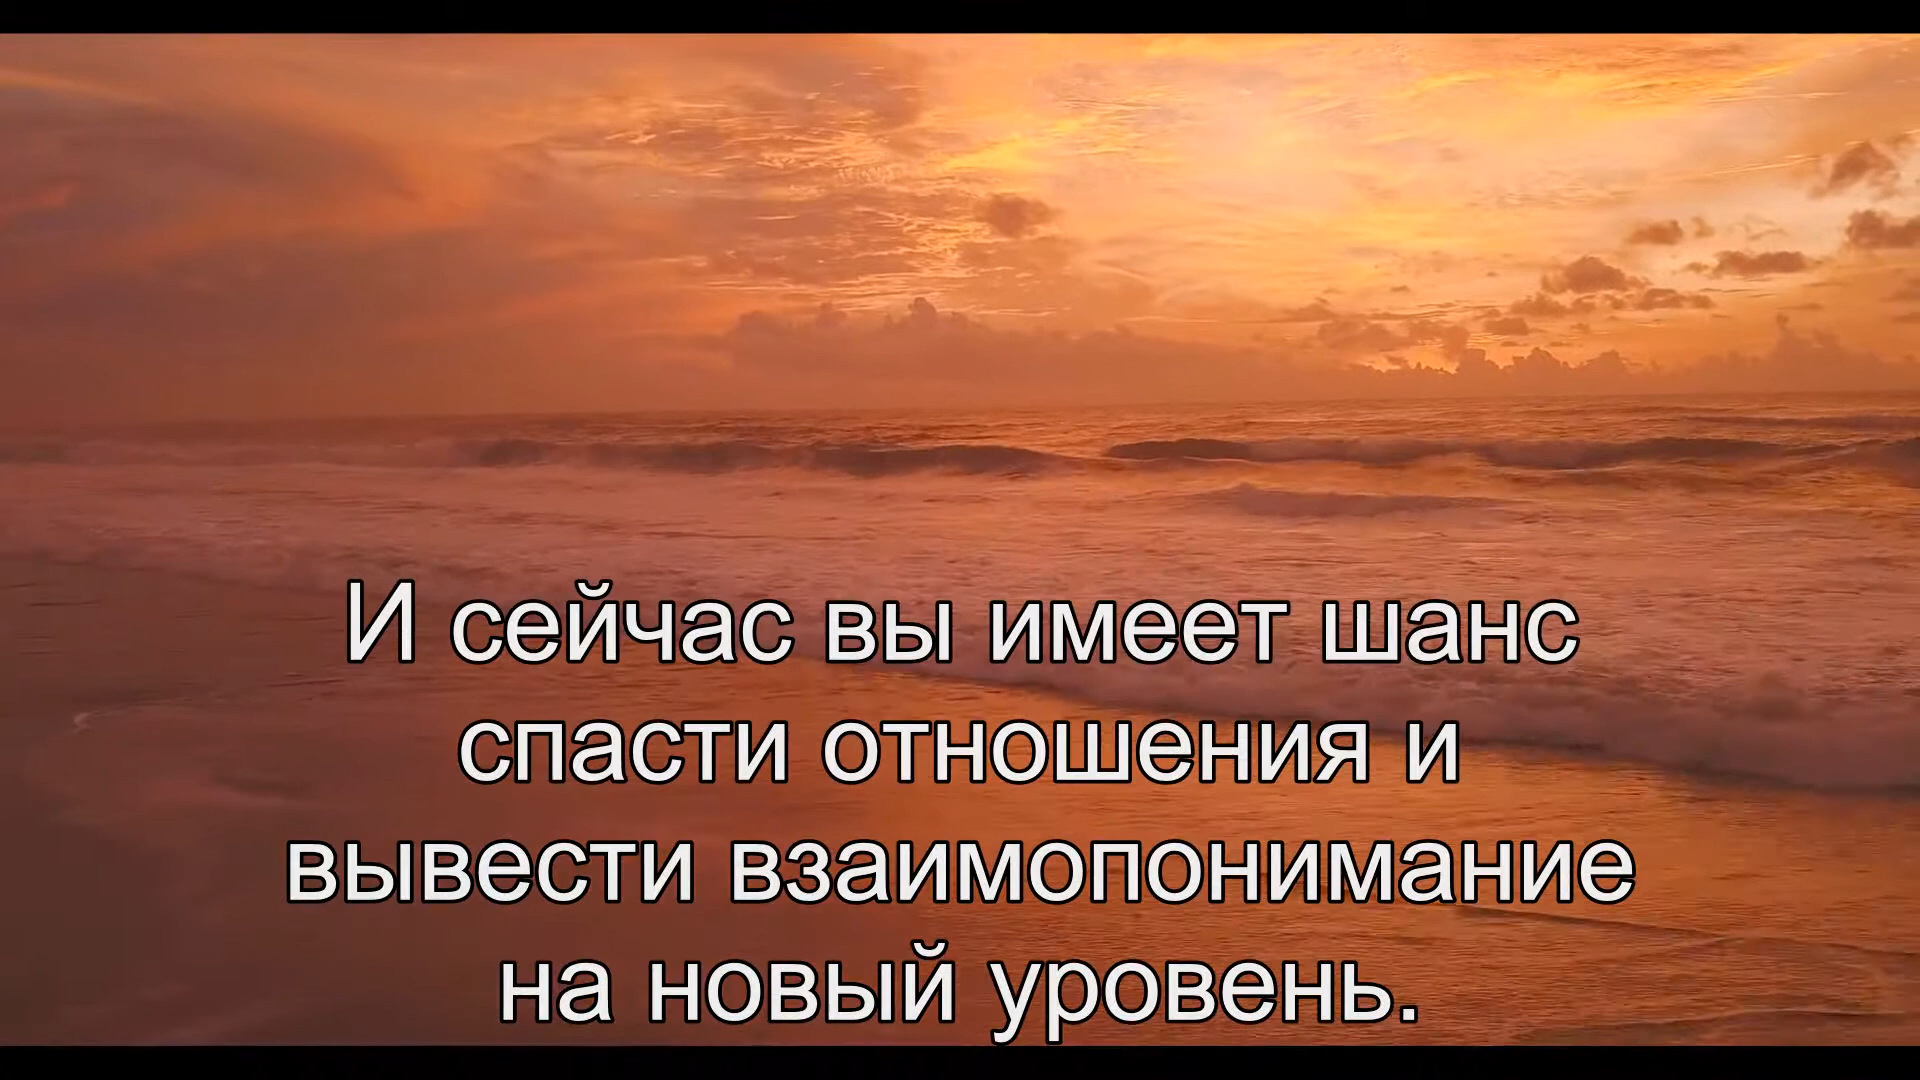 И сейчас вы имеет шанс
спасти отношения и
вывести взаимопонимание
на новый уровень.